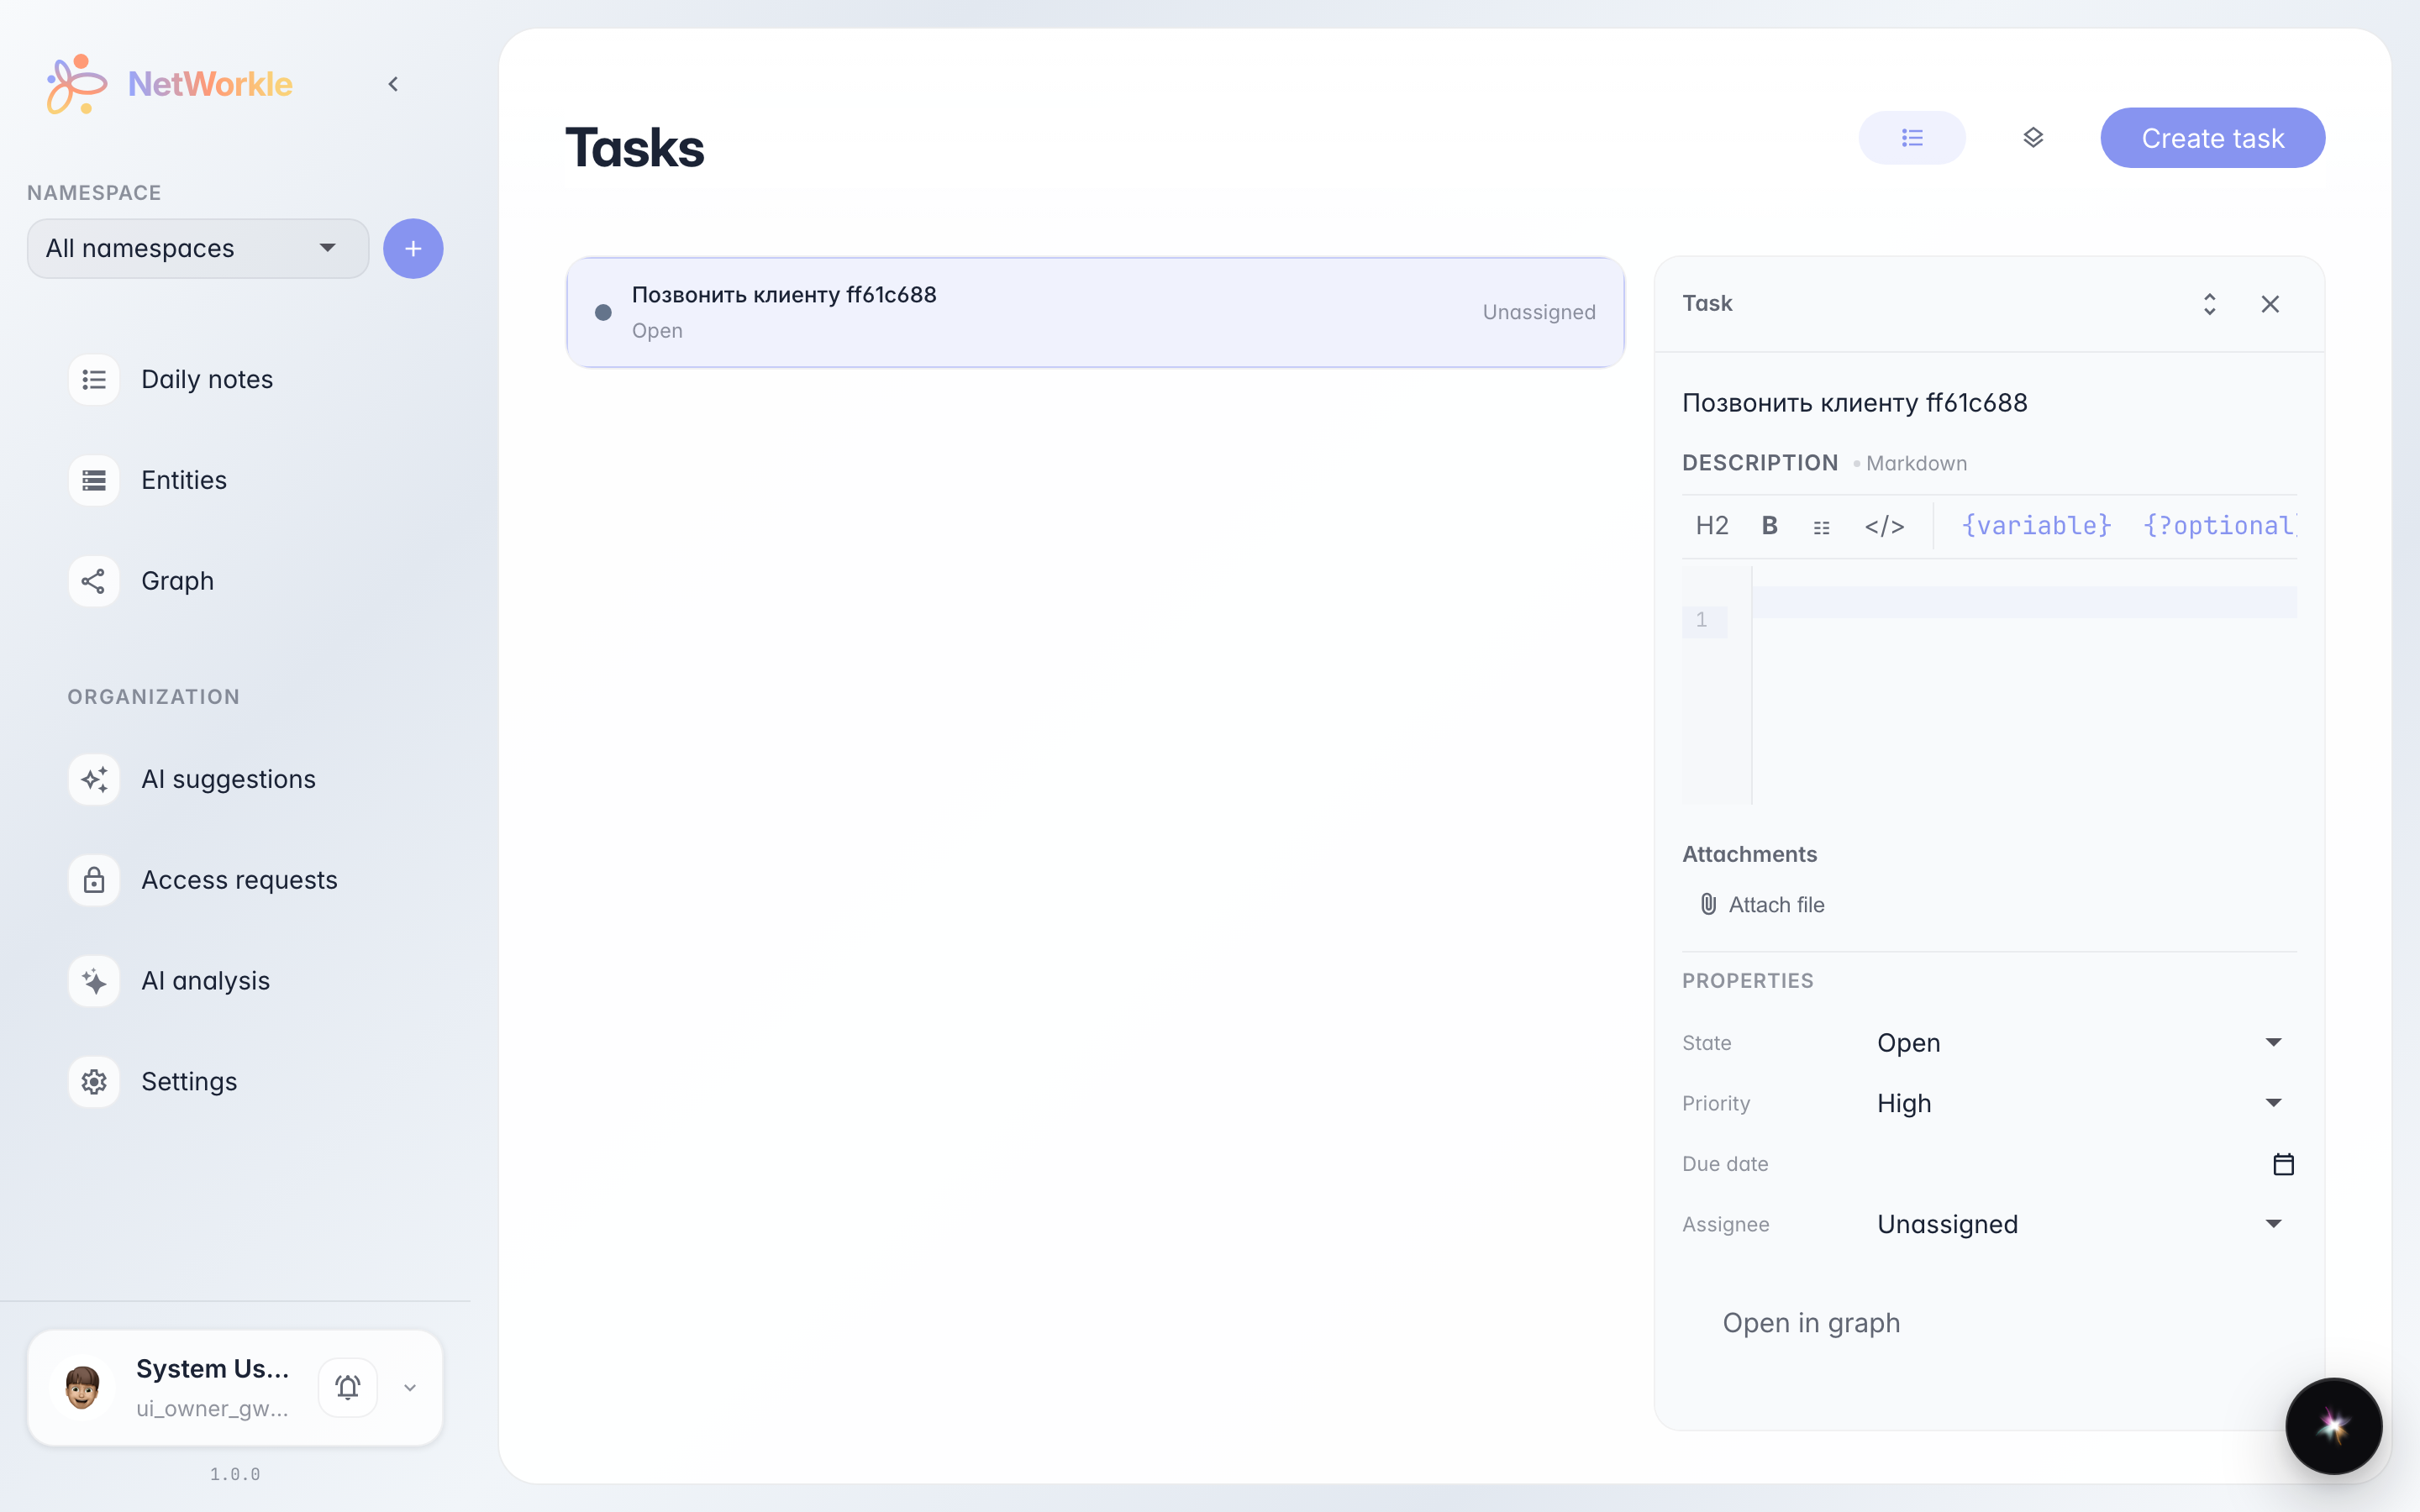 NetWorkle
NAMESPACE
All namespaces
Daily notes
Entities
Graph
ORGANIZATION
AI suggestions
Access requests
AI analysis
Settings
System Us...
ui_owner_gw...
1.0.0
Tasks
Create task
Позвонить клиенту ff61c688
Open
Unassigned
Task
Позвонить клиенту ff61c688
DESCRIPTION • Markdown
H2 B </> {variable} {?optional}
1
Attachments
Attach file
PROPERTIES
State Open
Priority High
Due date
Assignee Unassigned
Open in graph